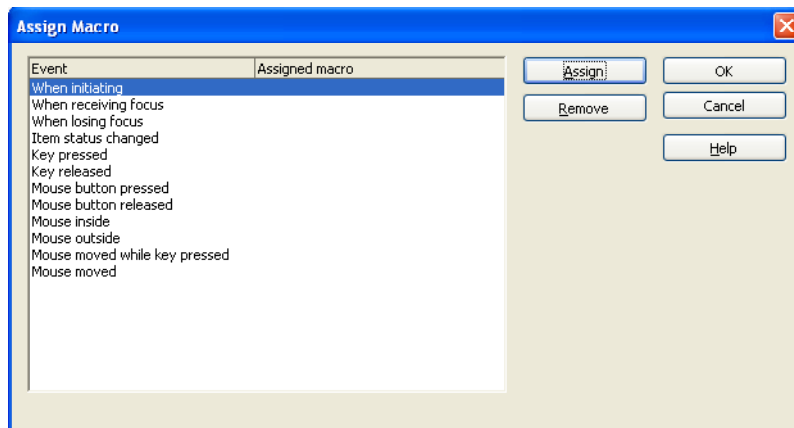 Assign Macro
Event Assigned macro
When initiating
When receiving focus
When losing focus
Item status changed
Key pressed
Key released
Mouse button pressed
Mouse button released
Mouse inside
Mouse outside
Mouse moved while key pressed
Mouse moved
Assign OK
Remove Cancel
Help